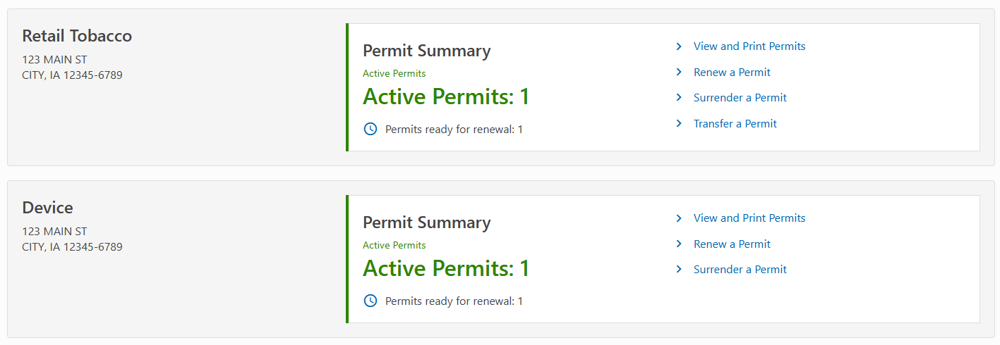 Retail Tobacco
123 MAIN ST
CITY, IA 12345-6789
Permit Summary
Active Permits
Active Permits: 1
Permits ready for renewal: 1
View and Print Permits
Renew a Permit
Surrender a Permit
Transfer a Permit
Device
123 MAIN ST
CITY, IA 12345-6789
Permit Summary
Active Permits
Active Permits: 1
Permits ready for renewal: 1
View and Print Permits
Renew a Permit
Surrender a Permit